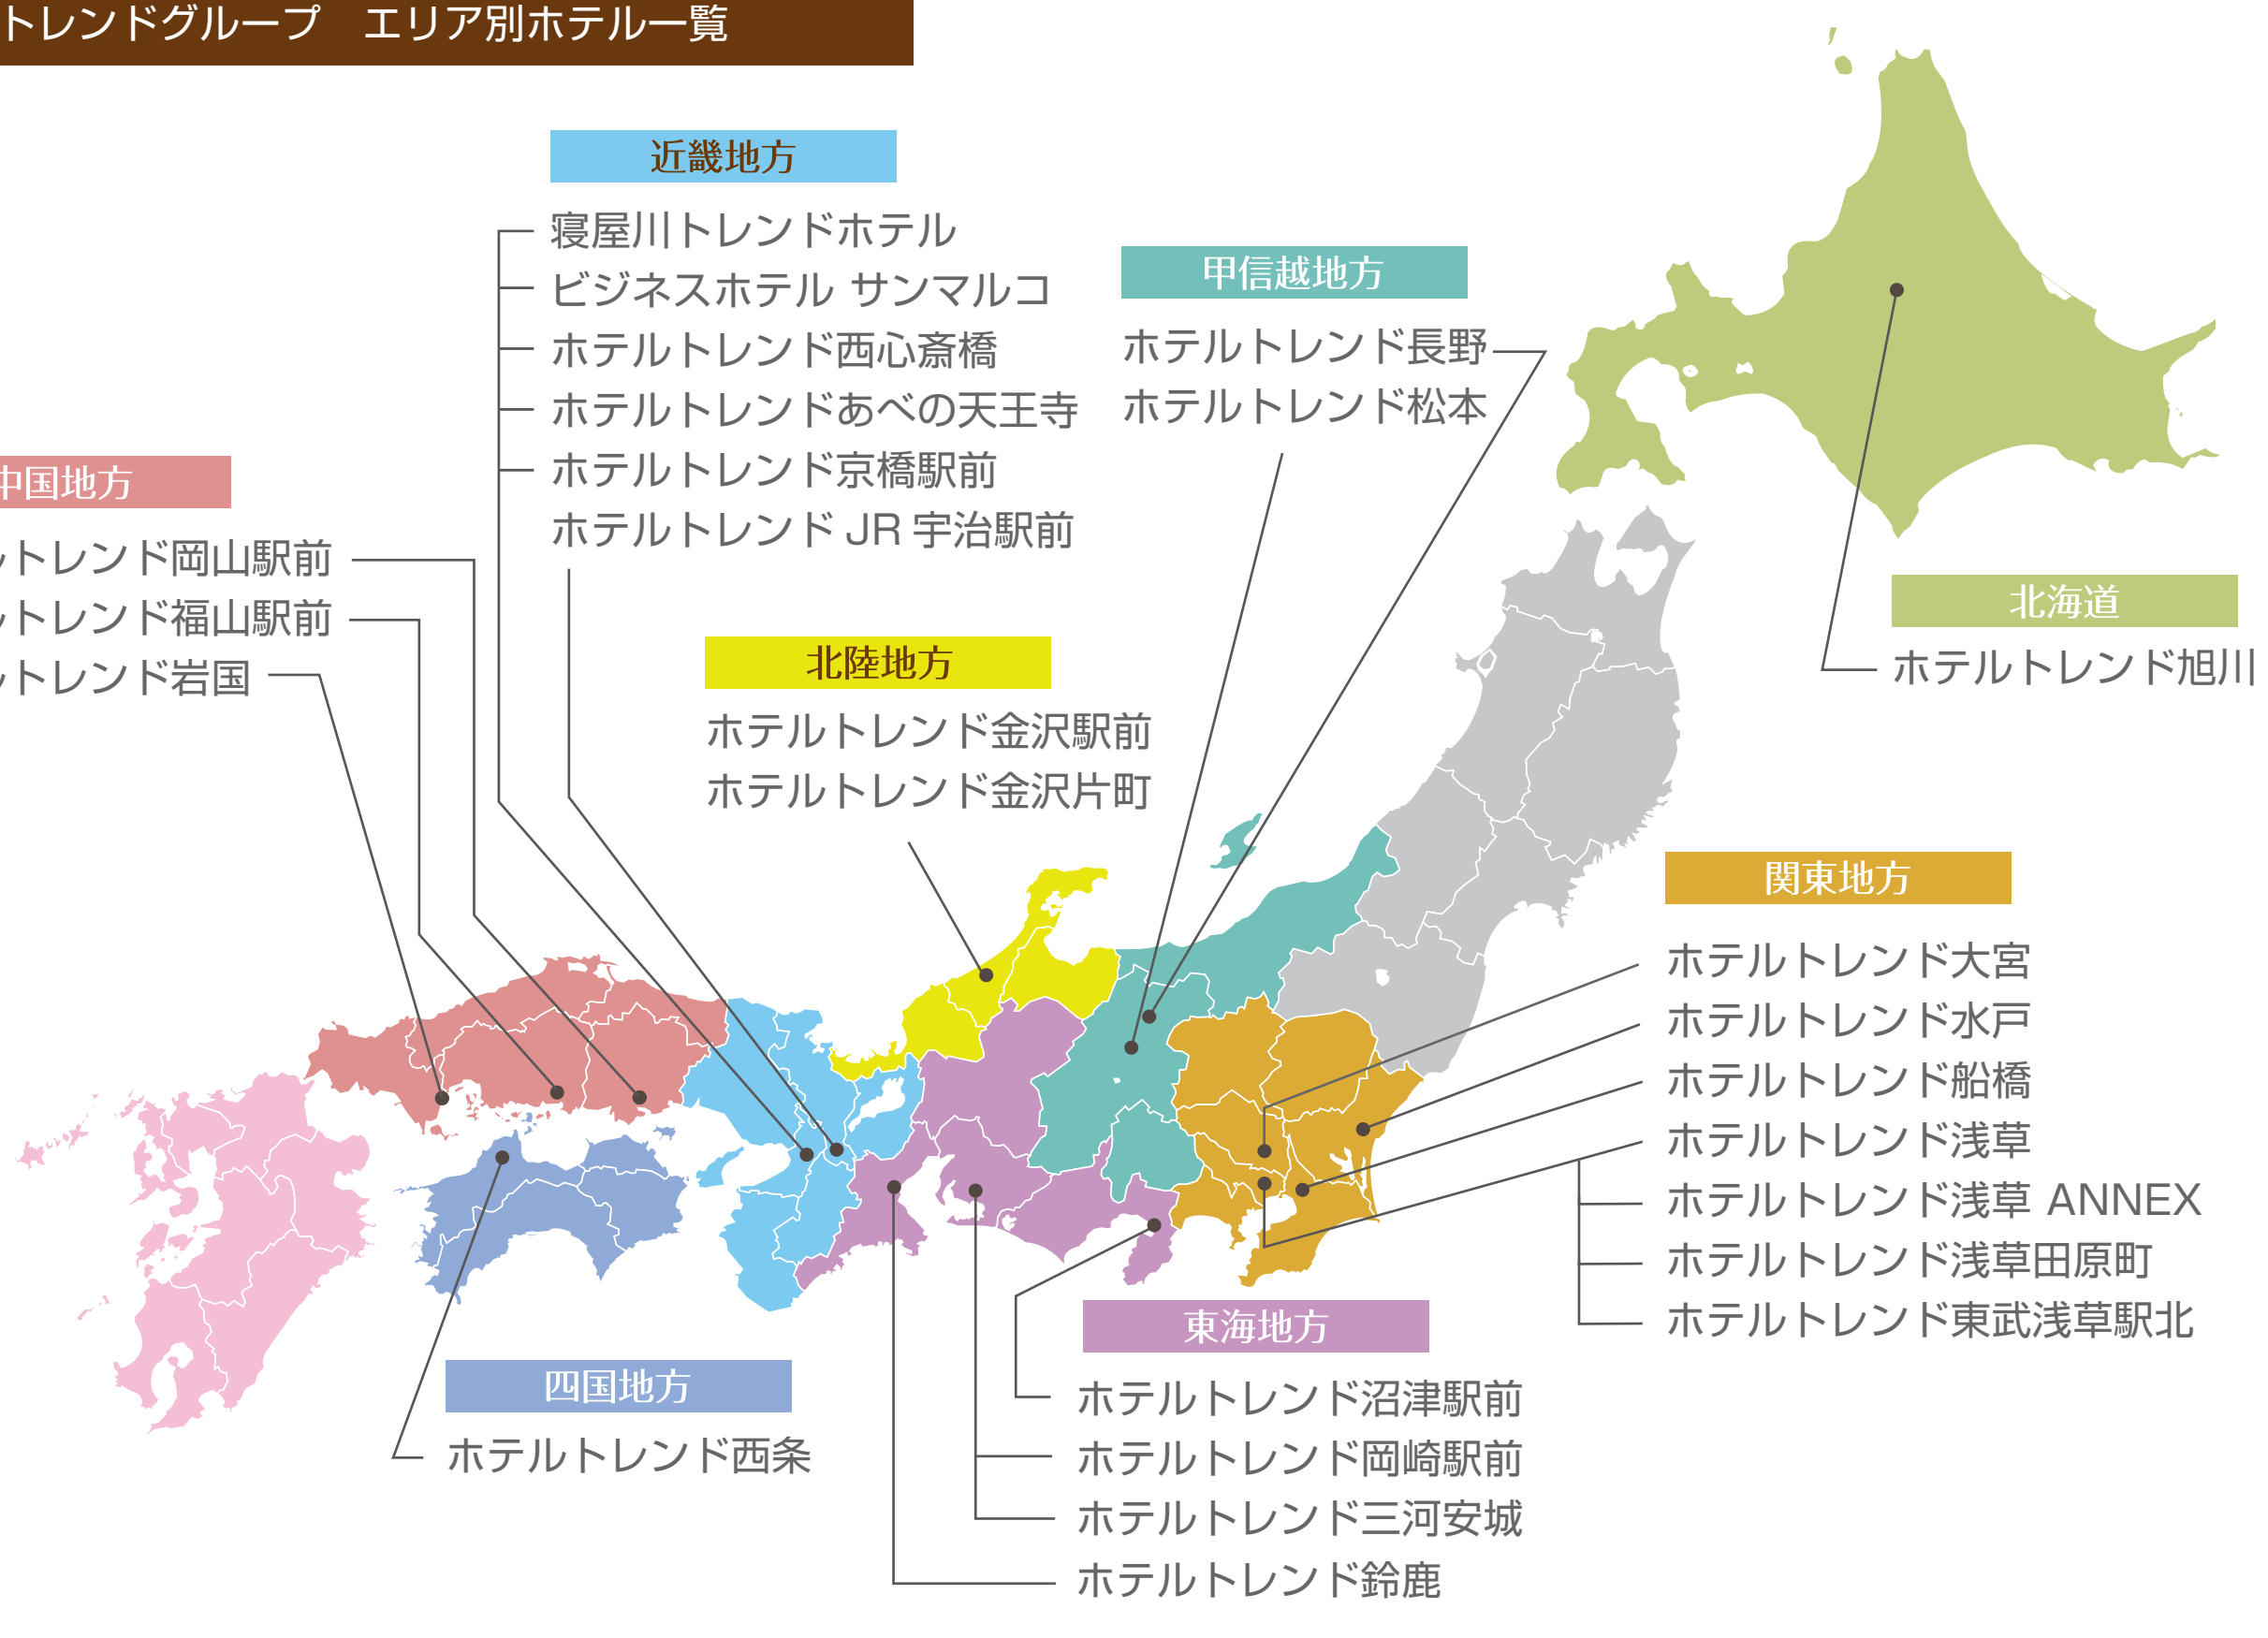 トレンドグループ　エリア別ホテル一覧
近畿地方
寝屋川トレンドホテル
ビジネスホテル サンマルコ
ホテルトレンド西心斎橋
ホテルトレンドあべの天王寺
ホテルトレンド京橋駅前
ホテルトレンド JR 宇治駅前
甲信越地方
ホテルトレンド長野
ホテルトレンド松本
中国地方
ルトレンド岡山駅前
ルトレンド福山駅前
ルトレンド岩国
北陸地方
ホテルトレンド金沢駅前
ホテルトレンド金沢片町
北海道
ホテルトレンド旭川
関東地方
ホテルトレンド大宮
ホテルトレンド水戸
ホテルトレンド船橋
ホテルトレンド浅草
ホテルトレンド浅草 ANNEX
ホテルトレンド浅草田原町
ホテルトレンド東武浅草駅北
東海地方
ホテルトレンド沼津駅前
ホテルトレンド岡崎駅前
ホテルトレンド三河安城
ホテルトレンド鈴鹿
四国地方
ホテルトレンド西条